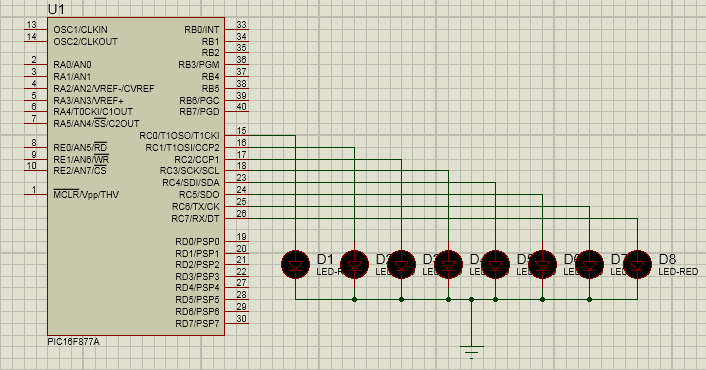 U1
13 OSC1/CLKIN RB0/INT 33
14 OSC2/CLKOUT RB1 34
RB2 35
2 RA0/AN0 RB3/PGM 36
3 RA1/AN1 RB4 37
4 RA2/AN2/VREF-/CVREF RB5 38
5 RA3/AN3/VREF+ RB6/PGC 39
6 RA4/T0CKI/C1OUT RB7/PGD 40
7 RA5/AN4/SS/C2OUT
RC0/T1OSO/T1CKI 15
8 RE0/AN5/RD RC1/T1OSI/CCP2 16
9 RE1/AN6/WR RC2/CCP1 17
10 RE2/AN7/CS RC3/SCK/SCL 18
RC4/SDI/SDA 23
1 MCLR/Vpp/THV RC5/SDO 24
RC6/TX/CK 25
RC7/RX/DT 26
RD0/PSP0 19
RD1/PSP1 20
RD2/PSP2 21
RD3/PSP3 22
RD4/PSP4 27
RD5/PSP5 28
RD6/PSP6 29
RD7/PSP7 30
D1 D8
LED-RED
PIC16F877A